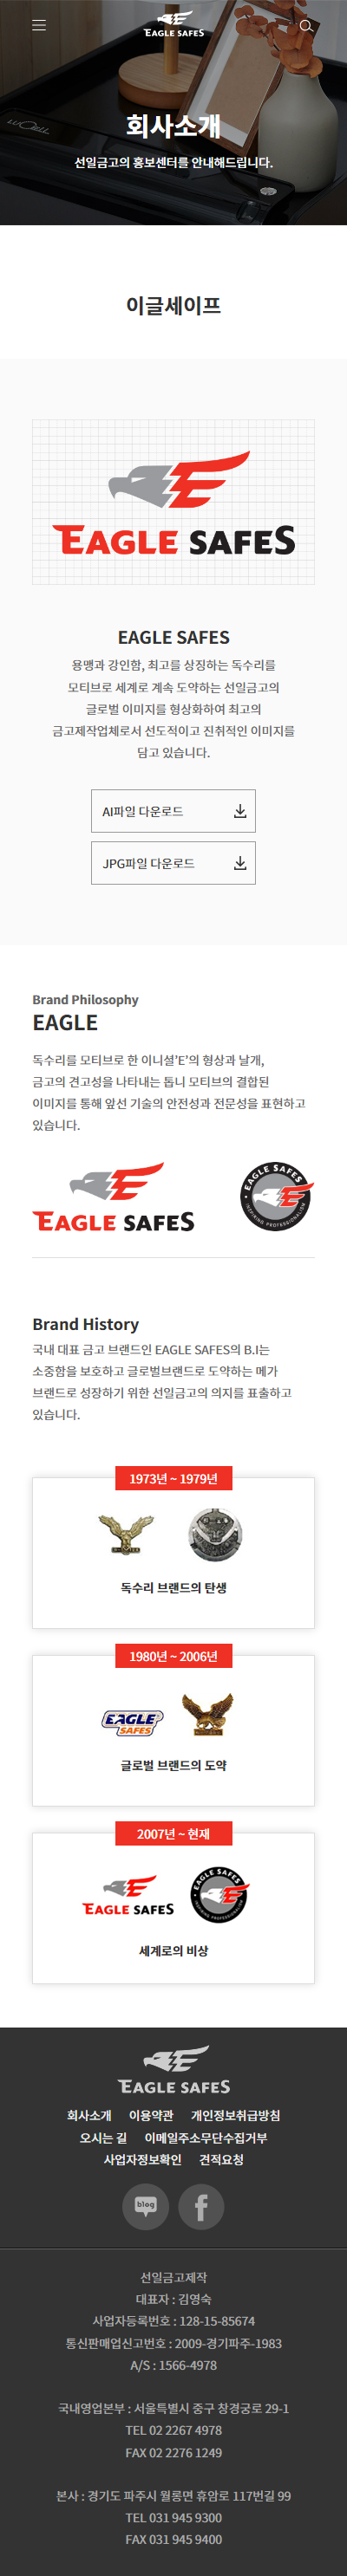 EAGLE SAFES
회사소개
선일금고의 홍보센터를 안내해드립니다.
이글세이프
EAGLE SAFES
EAGLE SAFES
용맹과 강인함, 최고를 상징하는 독수리를
모티브로 세계로 계속 도약하는 선일금고의
글로벌 이미지를 형상화하여 최고의
금고제작업체로서 선도적이고 진취적인 이미지를
담고 있습니다.
AI파일 다운로드
JPG파일 다운로드
Brand Philosophy
EAGLE
독수리를 모티브로 한 이니셜'E'의 형상과 날개,
금고의 견고성을 나타내는 톱니 모티브의 결합된
이미지를 통해 앞선 기술의 안전성과 전문성을 표현하고
있습니다.
EAGLE SAFES
EAGLE SAFES
INSPIRING PROFESSIONALISM
Brand History
국내 대표 금고 브랜드인 EAGLE SAFES의 B.I는
소중함을 보호하고 글로벌브랜드로 도약하는 메가
브랜드로 성장하기 위한 선일금고의 의지를 표출하고
있습니다.
1973년 ~ 1979년
독수리 브랜드의 탄생
1980년 ~ 2006년
EAGLE
SAFES
글로벌 브랜드의 도약
2007년 ~ 현재
EAGLE SAFES
EAGLE SAFES
INSPIRING PROFESSIONALISM
세계로의 비상
EAGLE SAFES
회사소개 이용약관 개인정보취급방침
오시는 길 이메일주소무단수집거부
사업자정보확인 견적요청
blog
선일금고제작
대표자 : 김영숙
사업자등록번호 : 128-15-85674
통신판매업신고번호 : 2009-경기파주-1983
A/S : 1566-4978
국내영업본부 : 서울특별시 중구 창경궁로 29-1
TEL 02 2267 4978
FAX 02 2276 1249
본사 : 경기도 파주시 월롱면 휴암로 117번길 99
TEL 031 945 9300
FAX 031 945 9400